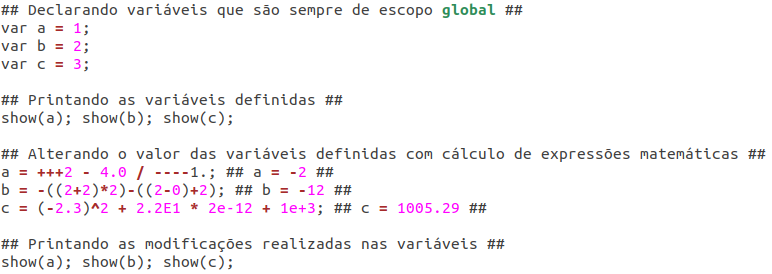 ## Declarando variáveis que são sempre de escopo global ##
var a = 1;
var b = 2;
var c = 3;
## Printando as variáveis definidas ##
show(a); show(b); show(c);
## Alterando o valor das variáveis definidas com cálculo de expressões matemáticas ##
a = +++2 - 4.0 / ----1.; ## a = -2 ##
b = -((2+2)*2)-((2-0)+2); ## b = -12 ##
c = (-2.3)^2 + 2.2E1 * 2e-12 + 1e+3; ## c = 1005.29 ##
## Printando as modificações realizadas nas variáveis ##
show(a); show(b); show(c);